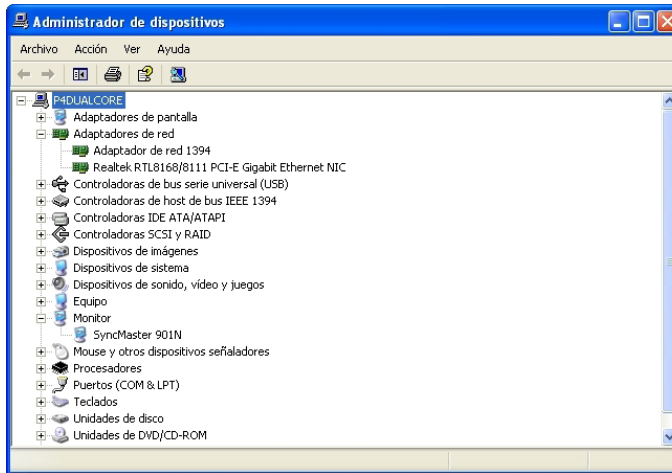 Administrador de dispositivos
Archivo Acción Ver Ayuda
P4DUALCORE
Adaptadores de pantalla
Adaptadores de red
Adaptador de red 1394
Realtek RTL8168/8111 PCI-E Gigabit Ethernet NIC
Controladoras de bus serie universal (USB)
Controladoras de host de bus IEEE 1394
Controladoras IDE ATA/ATAPI
Controladoras SCSI y RAID
Dispositivos de imágenes
Dispositivos de sistema
Dispositivos de sonido, vídeo y juegos
Equipo
Monitor
SyncMaster 901N
Mouse y otros dispositivos señaladores
Procesadores
Puertos (COM & LPT)
Teclados
Unidades de disco
Unidades de DVD/CD-ROM